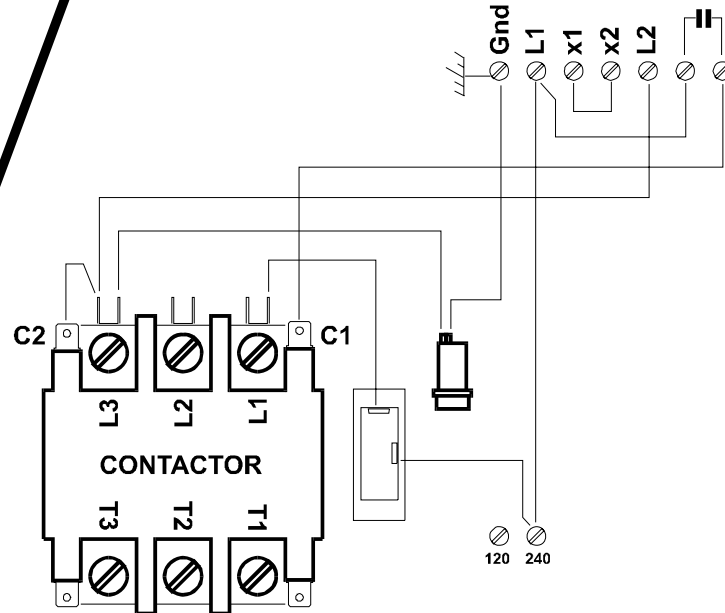 Gnd L1 x1 x2 L2
C2 C1
L3 L2 L1
CONTACTOR
T3 T2 T1
120 240